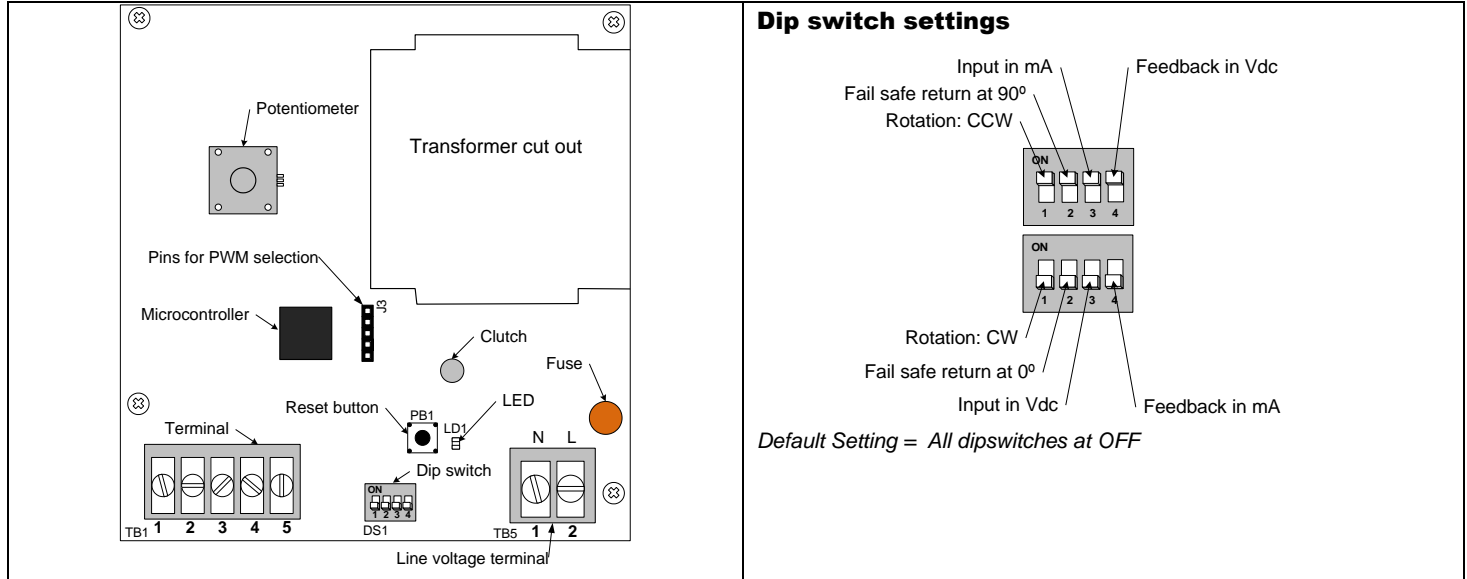 Potentiometer
Transformer cut out
Pins for PWM selection
J3
Microcontroller
Clutch
Fuse
LED
Reset button
PB1
LD1
Terminal
N L
Dip switch
ON
1 2 3 4
TB1 1 2 3 4 5
DS1
TB5 1 2
Line voltage terminal
Dip switch settings
Input in mA
Feedback in Vdc
Fail safe return at 90º
Rotation: CCW
ON
1 2 3 4
ON
1 2 3 4
Rotation: CW
Fail safe return at 0º
Input in Vdc
Feedback in mA
Default Setting = All dipswitches at OFF